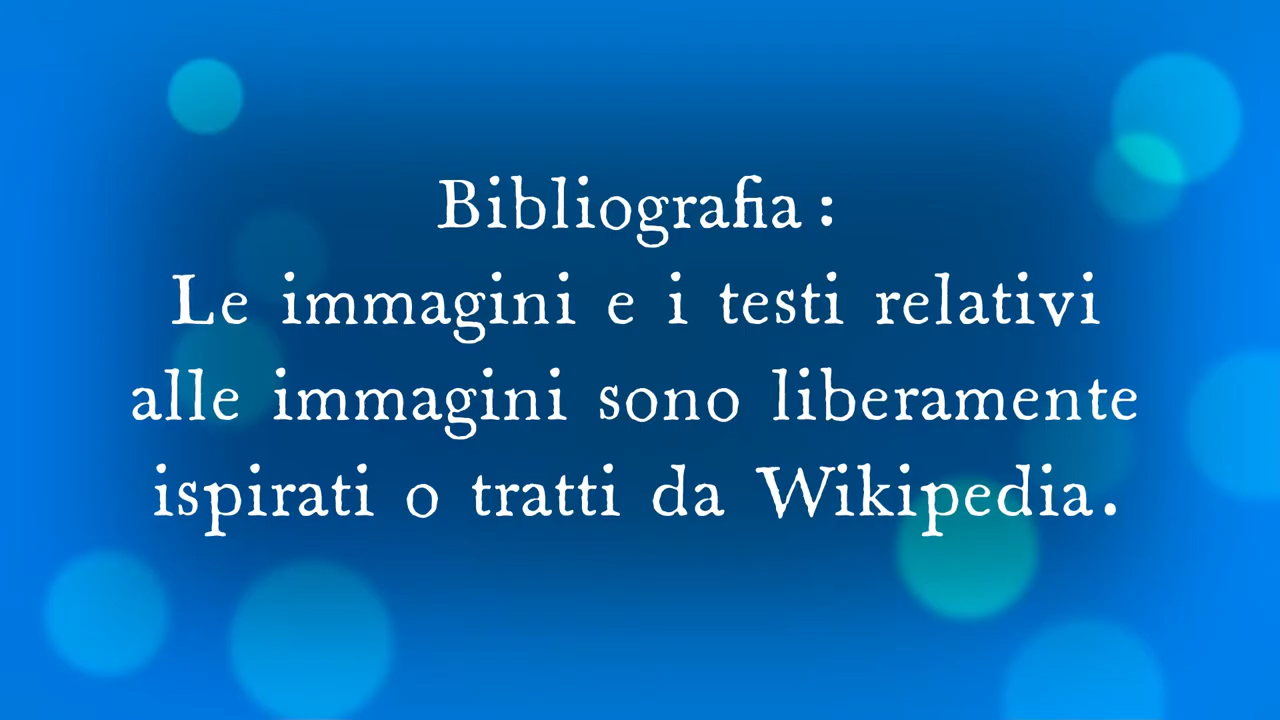 Bibliografia :
Le immagini e i testi relativi
alle immagini sono liberamente
ispirati o tratti da Wikipedia.